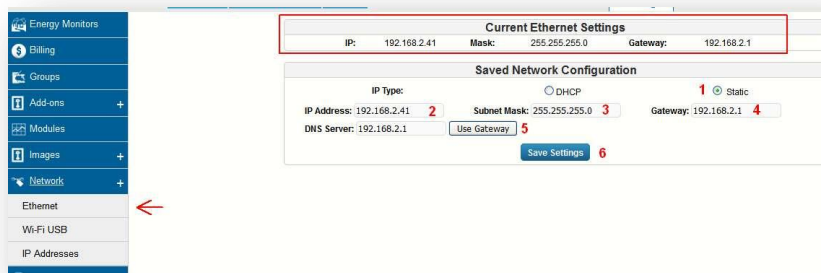 Energy Monitors
Billing
Groups
Add-ons +
Modules
Images +
Network +
Ethernet
Wi-Fi USB
IP Addresses
Current Ethernet Settings
IP: 192.168.2.41 Mask: 255.255.255.0 Gateway: 192.168.2.1
Saved Network Configuration
IP Type: DHCP 1 Static
IP Address: 192.168.2.41 2 Subnet Mask: 255.255.255.0 3 Gateway: 192.168.2.1 4
DNS Server: 192.168.2.1 Use Gateway 5
Save Settings 6